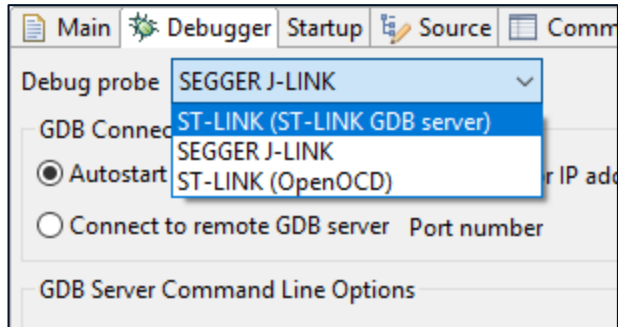 Main Debugger Startup Source Comm
Debug probe SEGGER J-LINK
ST-LINK (ST-LINK GDB server)
SEGGER J-LINK
ST-LINK (OpenOCD)
GDB Connec
Autostart r IP add
Connect to remote GDB server Port number
GDB Server Command Line Options